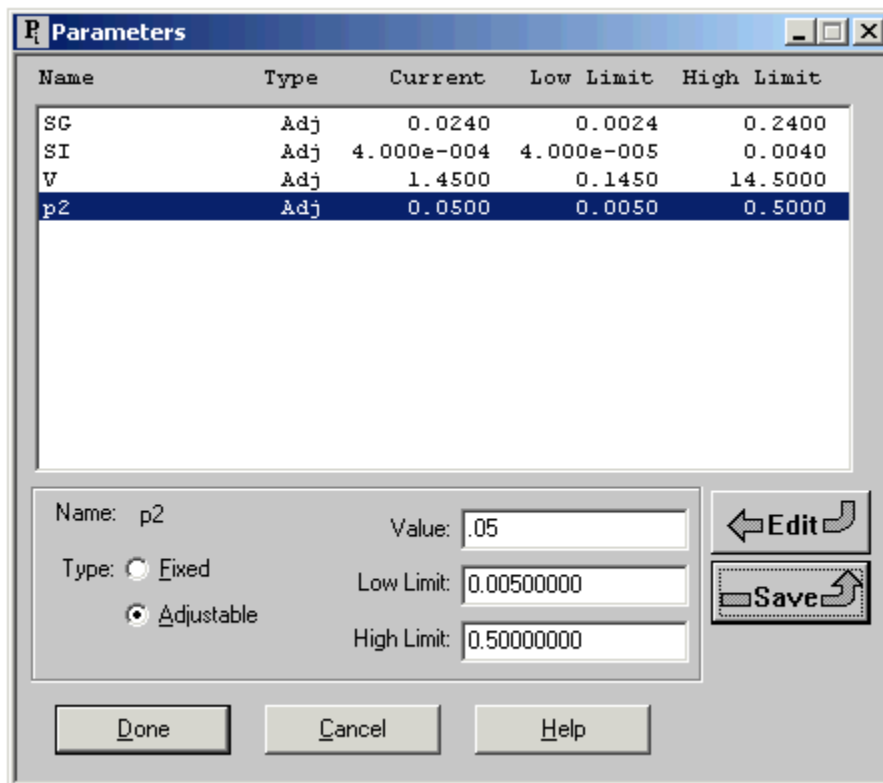 Pi Parameters
Name Type Current Low Limit High Limit
SG Adj 0.0240 0.0024 0.2400
SI Adj 4.000e-004 4.000e-005 0.0040
V Adj 1.4500 0.1450 14.5000
p2 Adj 0.0500 0.0050 0.5000
Name: p2
Value: .05
Type: Fixed
Adjustable
Low Limit: 0.00500000
High Limit: 0.50000000
Edit
Save
Done Cancel Help